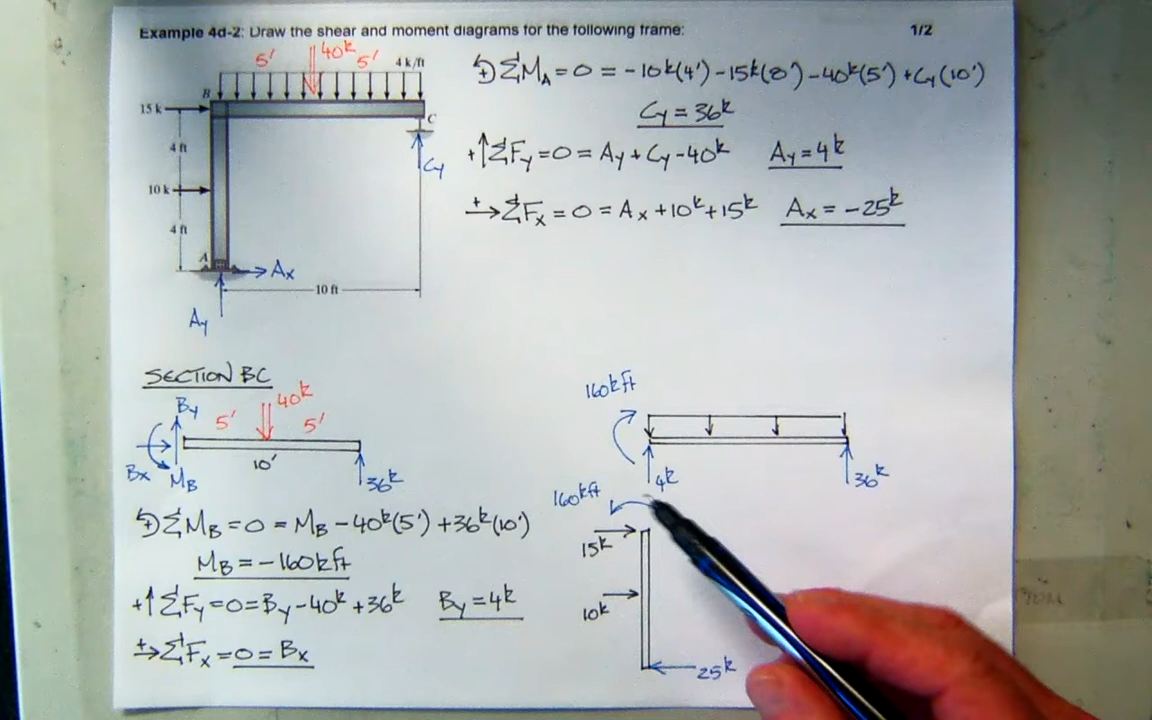 Example 4d-2: Draw the shear and moment diagrams for the following frame:
1/2
5' 40k 5' 4 k/ft
B
15 k
C
4 ft
Cy
10 k
4 ft
A
Ax
10 ft
Ay
↺+ ΣMA = 0 = -10k(4') - 15k(8') - 40k(5') + Cy(10')
Cy = 36k
+↑ΣFy = 0 = Ay + Cy - 40k Ay = 4k
+→ΣFx = 0 = Ax + 10k + 15k Ax = -25k
SECTION BC
By 40k
5' 5'
10'
Bx MB 36k
↺+ ΣMB = 0 = MB - 40k(5') + 36k(10')
MB = -160kft
+↑ΣFy = 0 = By - 40k + 36k By = 4k
+→ΣFx = 0 = Bx
160kft
4k 36k
160kft
15k
10k
25k